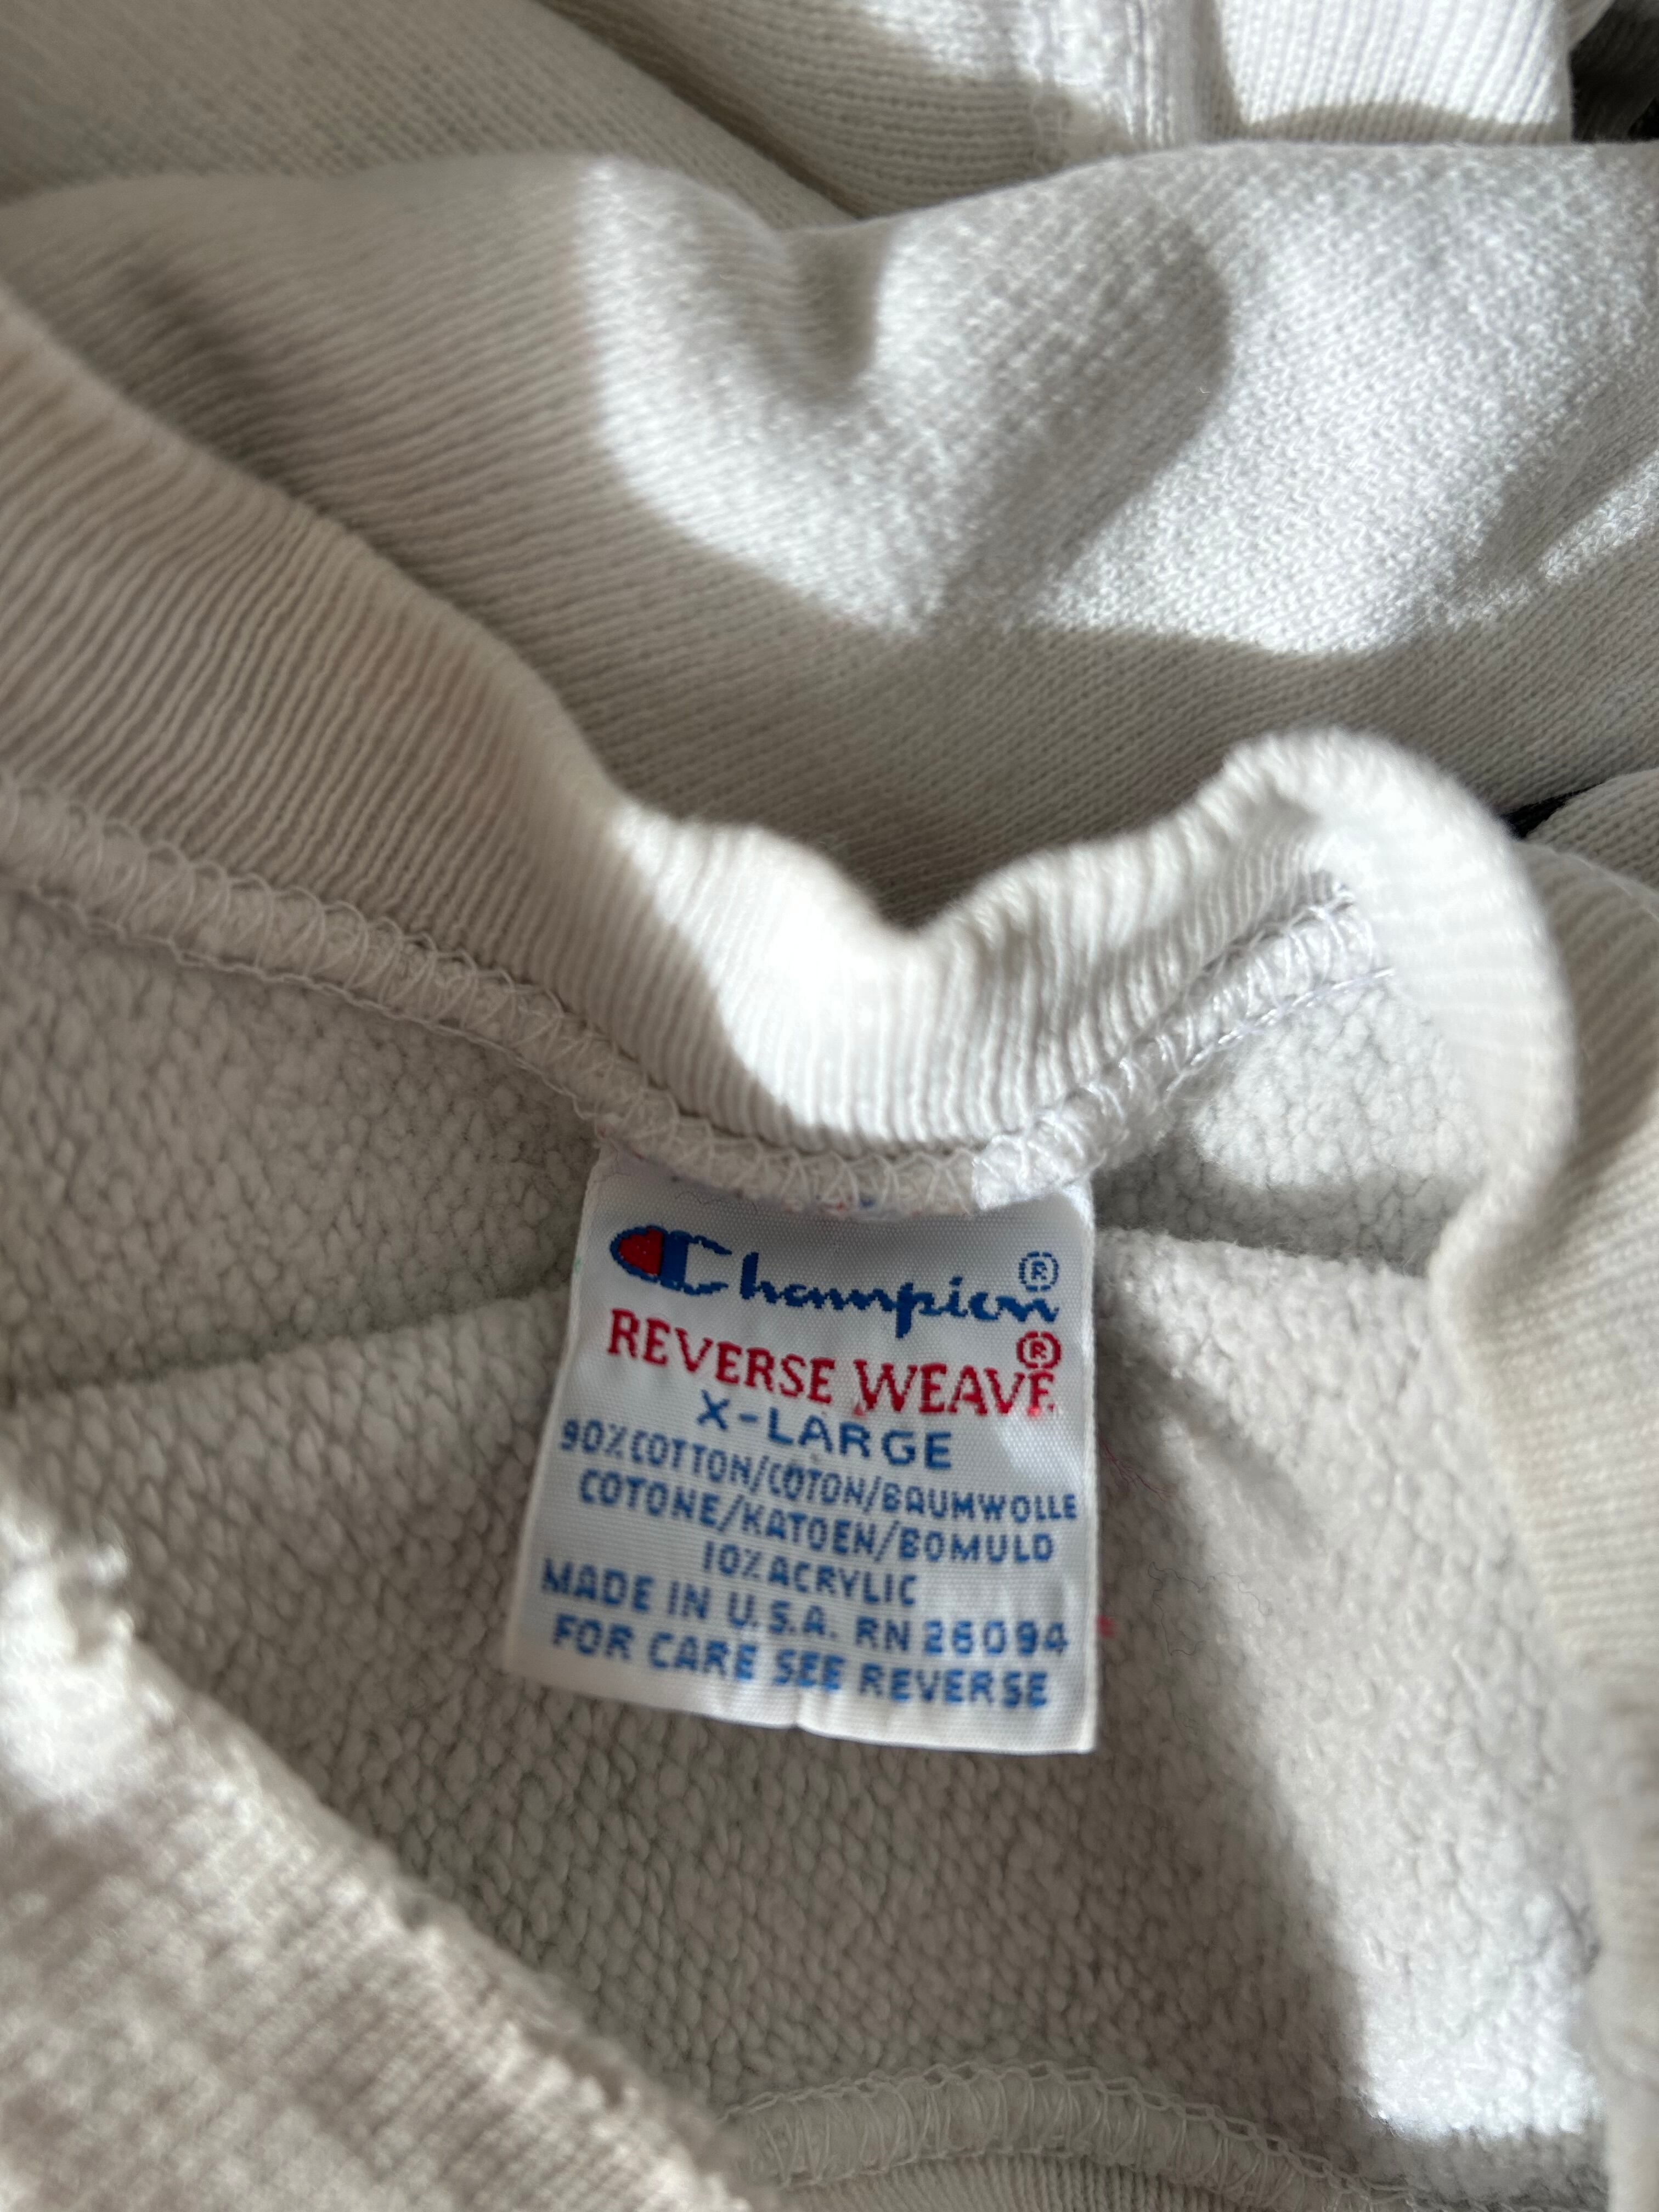 Champion®
REVERSE WEAVE®
X-LARGE
90% COTTON/COTON/BAUMWOLLE
COTONE/KATOEN/BOMULD
10% ACRYLIC
MADE IN U.S.A. RN 26094
FOR CARE SEE REVERSE